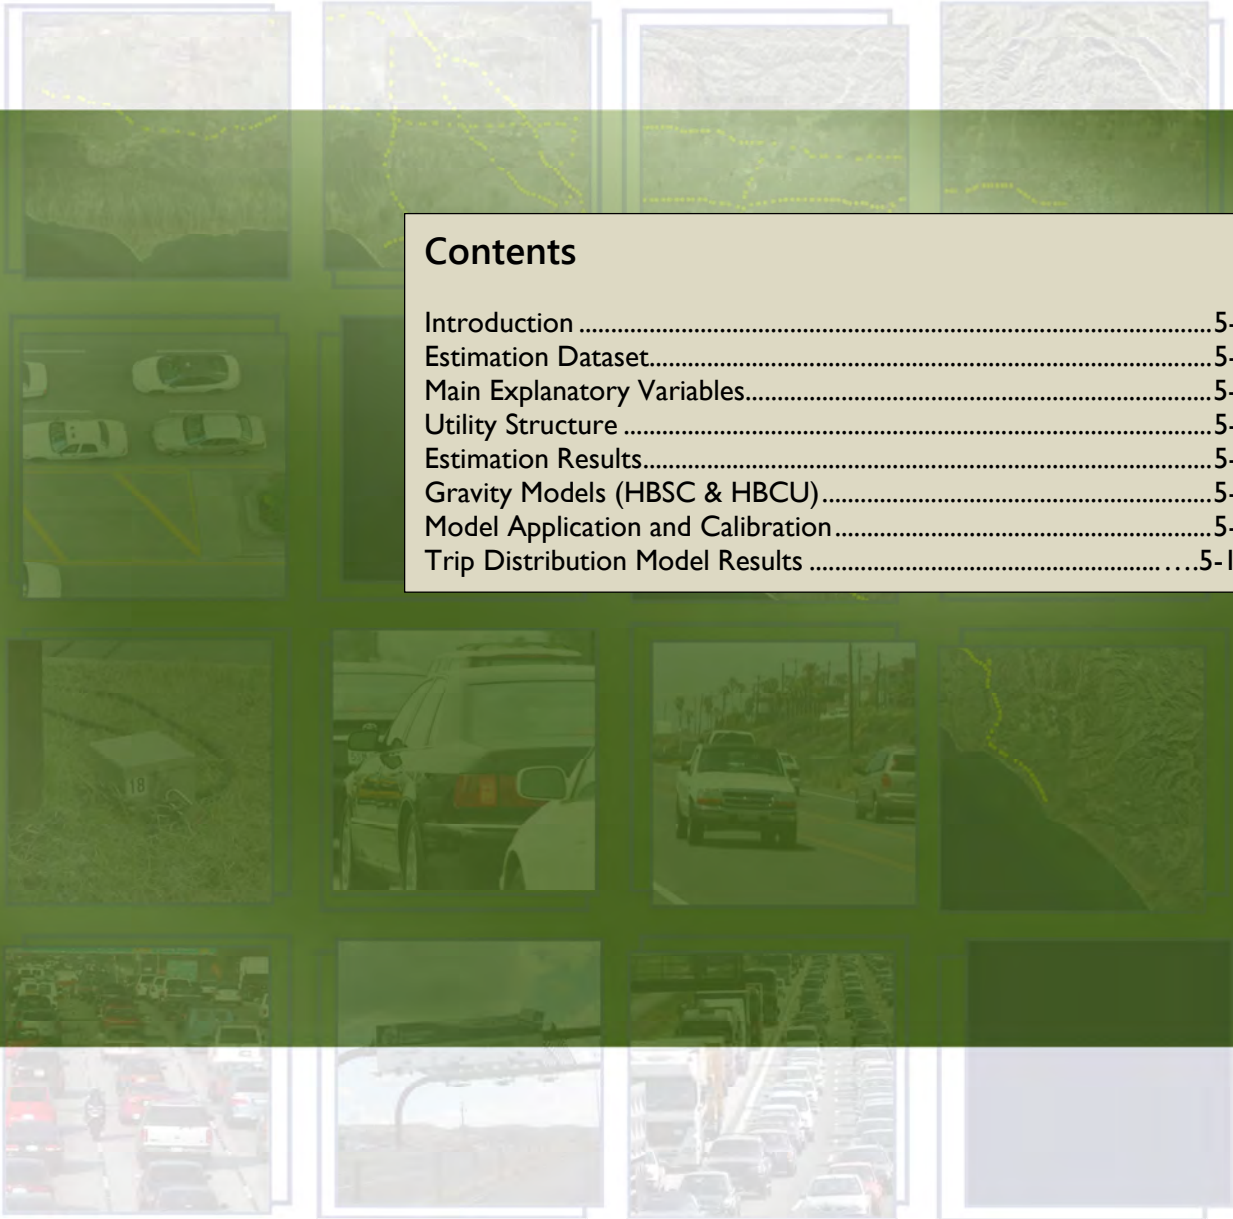 Contents
Introduction ..............................................................................................5-
Estimation Dataset...................................................................................5-
Main Explanatory Variables.....................................................................5-
Utility Structure .......................................................................................5-
Estimation Results....................................................................................5-
Gravity Models (HBSC & HBCU)...........................................................5-
Model Application and Calibration.........................................................5-
Trip Distribution Model Results ..........................................................5-1
18